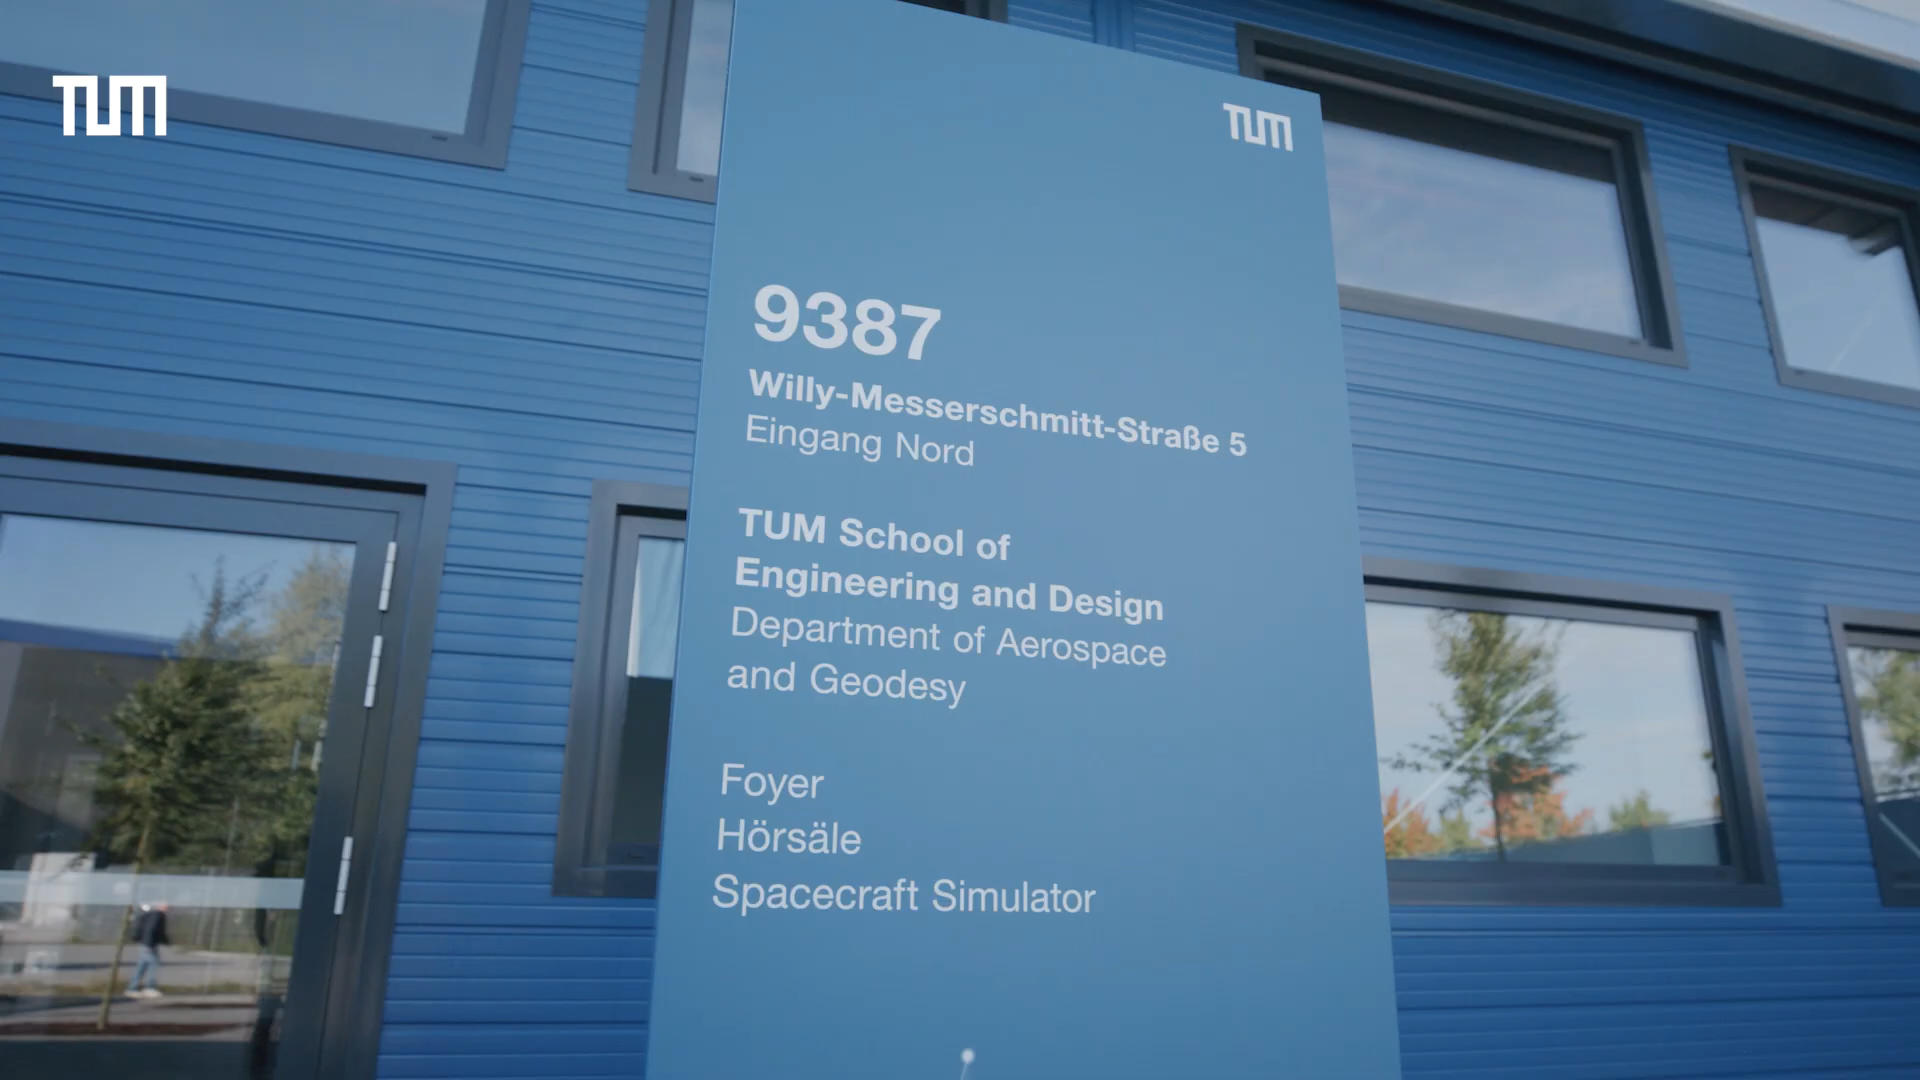 TUM
TUM
9387
Willy-Messerschmitt-Straße 5
Eingang Nord
TUM School of
Engineering and Design
Department of Aerospace
and Geodesy
Foyer
Hörsäle
Spacecraft Simulator